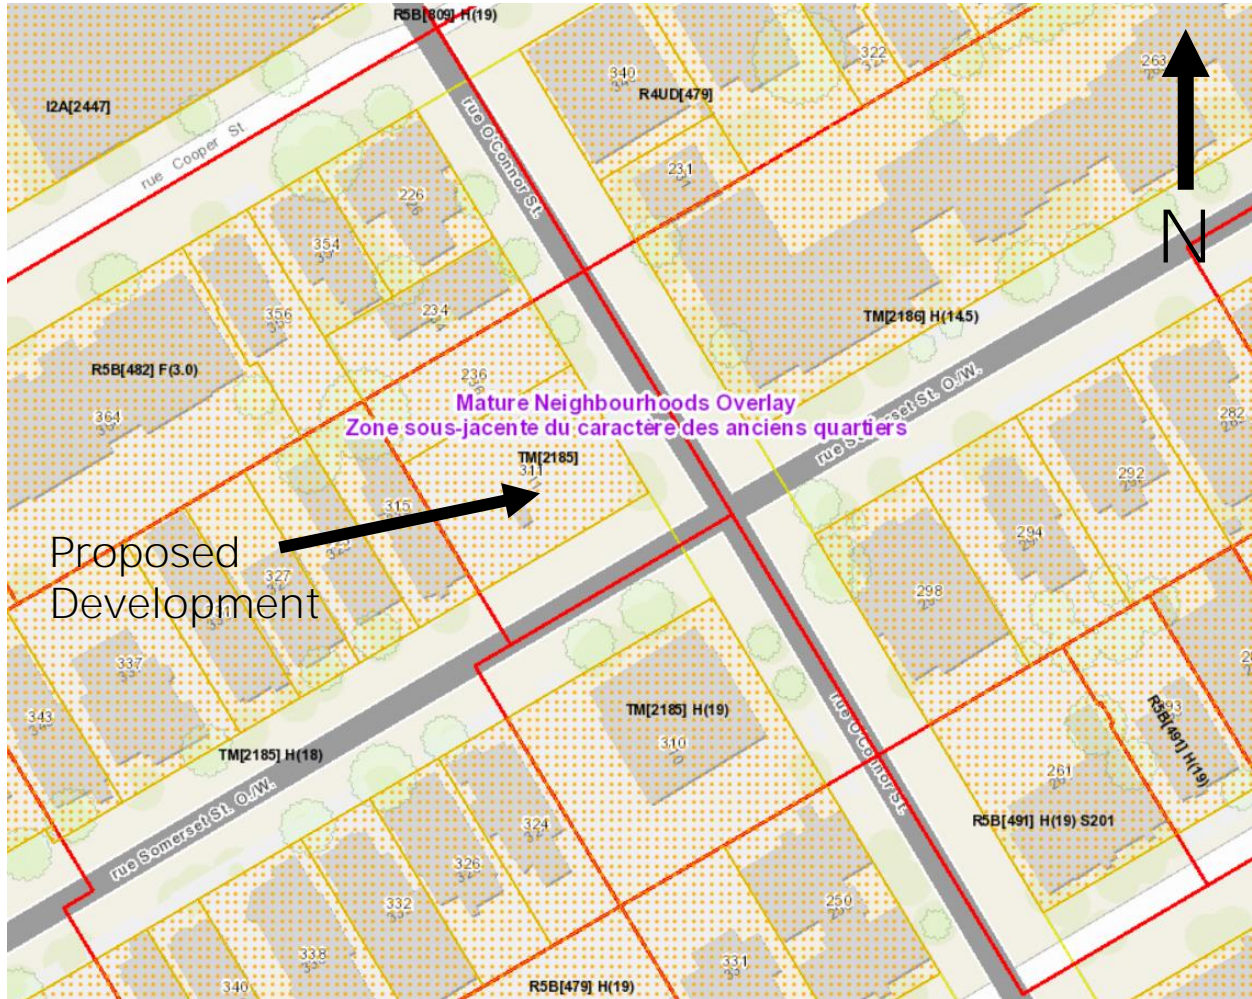 R5B[809] H(19)
322
263
340
R4UD[479]
I2A[2447]
rue O'Connor St.
rue Cooper St.
231
226
N
354
234
356
TM[2186] H(14.5)
R5B[482] F(3.0)
236
Mature Neighbourhoods Overlay
364
282
Zone sous-jacente du caractère des anciens quartiers
rue Somerset St. O./W.
TM[2185]
311
292
315
294
Proposed
327
Development
298
337
TM[2185] H(19)
343
rue O'Connor St.
R5B[491] H(19)
310
TM[2185] H(18)
261
rue Somerset St. O./W.
R5B[491] H(19) S201
324
326
332
250
338
331
340
R5B[479] H(19)